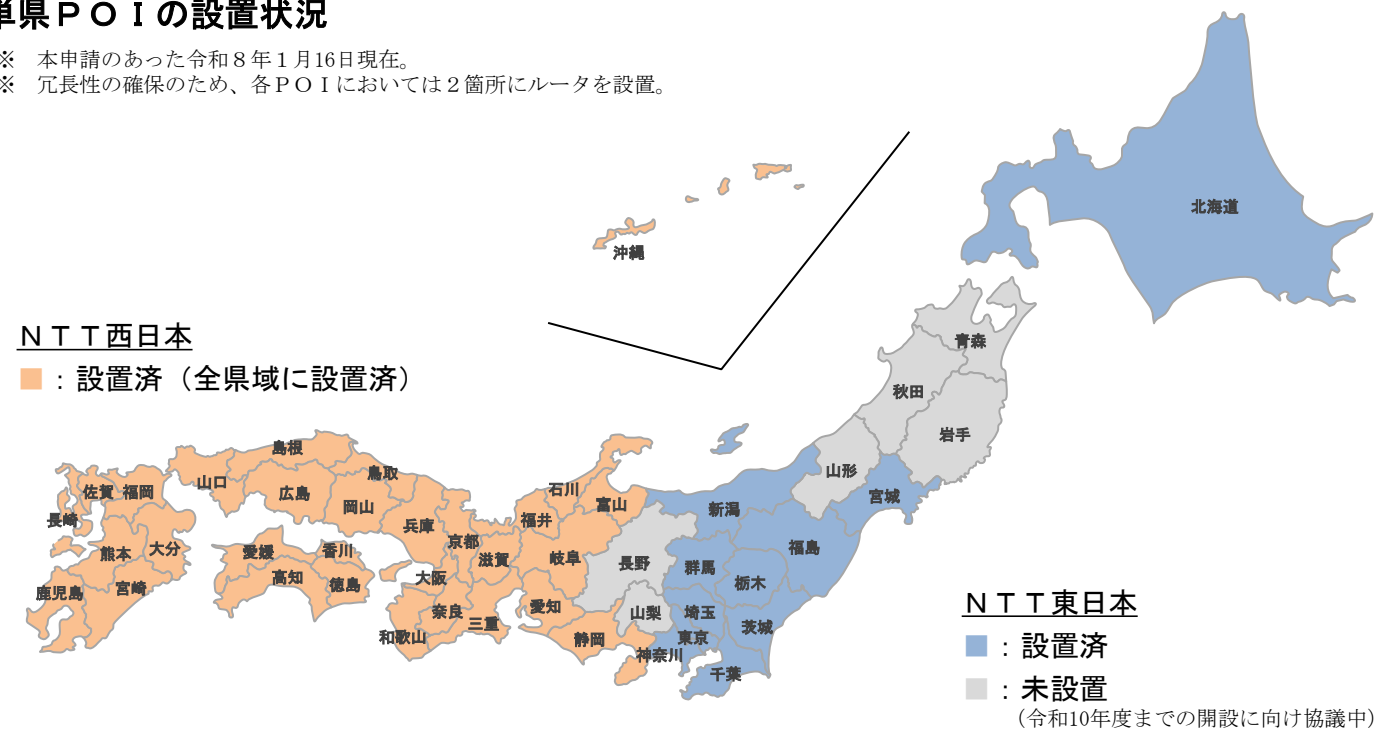 単県ＰＯＩの設置状況
※　本申請のあった令和８年１月16日現在。
※　冗長性の確保のため、各ＰＯＩにおいては２箇所にルータを設置。
北海道
沖縄
ＮＴＴ西日本
：設置済（全県域に設置済）
青森
秋田
岩手
山形
宮城
新潟
福島
島根
鳥取
山口
広島
岡山
兵庫
京都
滋賀
福井
石川
富山
岐阜
長野
群馬
栃木
佐賀
福岡
長崎
熊本
大分
鹿児島
宮崎
愛媛
香川
高知
徳島
大阪
奈良
和歌山
三重
愛知
静岡
山梨
埼玉
茨城
東京
神奈川
千葉
ＮＴＴ東日本
：設置済
：未設置
（令和10年度までの開設に向け協議中）